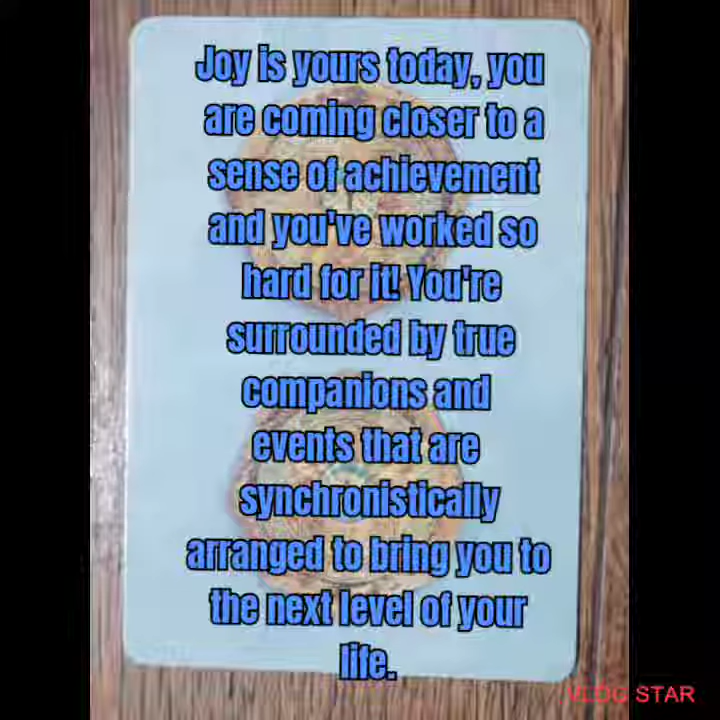 Joy is yours today, you
are coming closer to a
sense of achievement
and you've worked so
hard for it! You're
surrounded by true
companions and
events that are
synchronistically
arranged to bring you to
the next level of your
life.
VLOG STAR